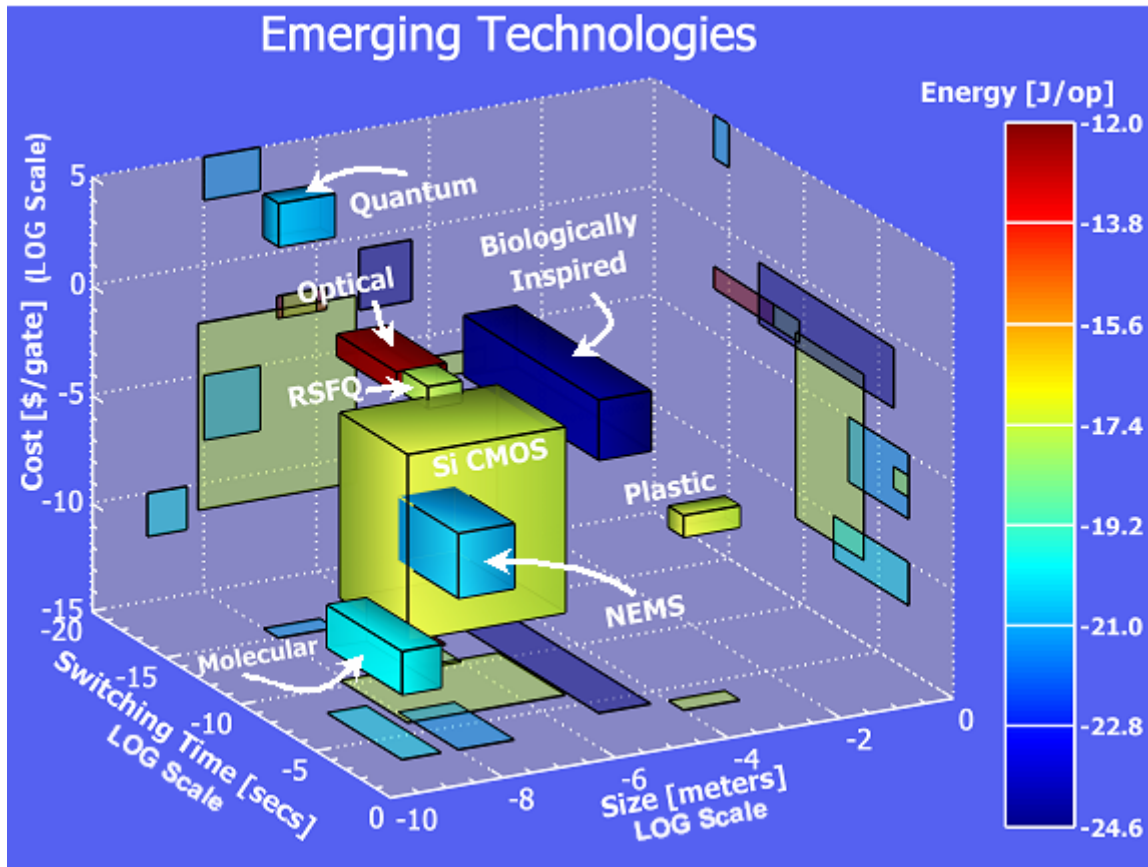 Emerging Technologies
Energy [J/op]
-12.0
-13.8
-15.6
-17.4
-19.2
-21.0
-22.8
-24.6
Cost [$/gate] (LOG Scale)
5
0
-5
-10
-15
Quantum
Biologically
Inspired
Optical
RSFQ
Si CMOS
Plastic
NEMS
Molecular
-20
-15
-10
-5
0
Switching Time [secs]
LOG Scale
-10
-8
-6
-4
-2
0
Size [meters]
LOG Scale